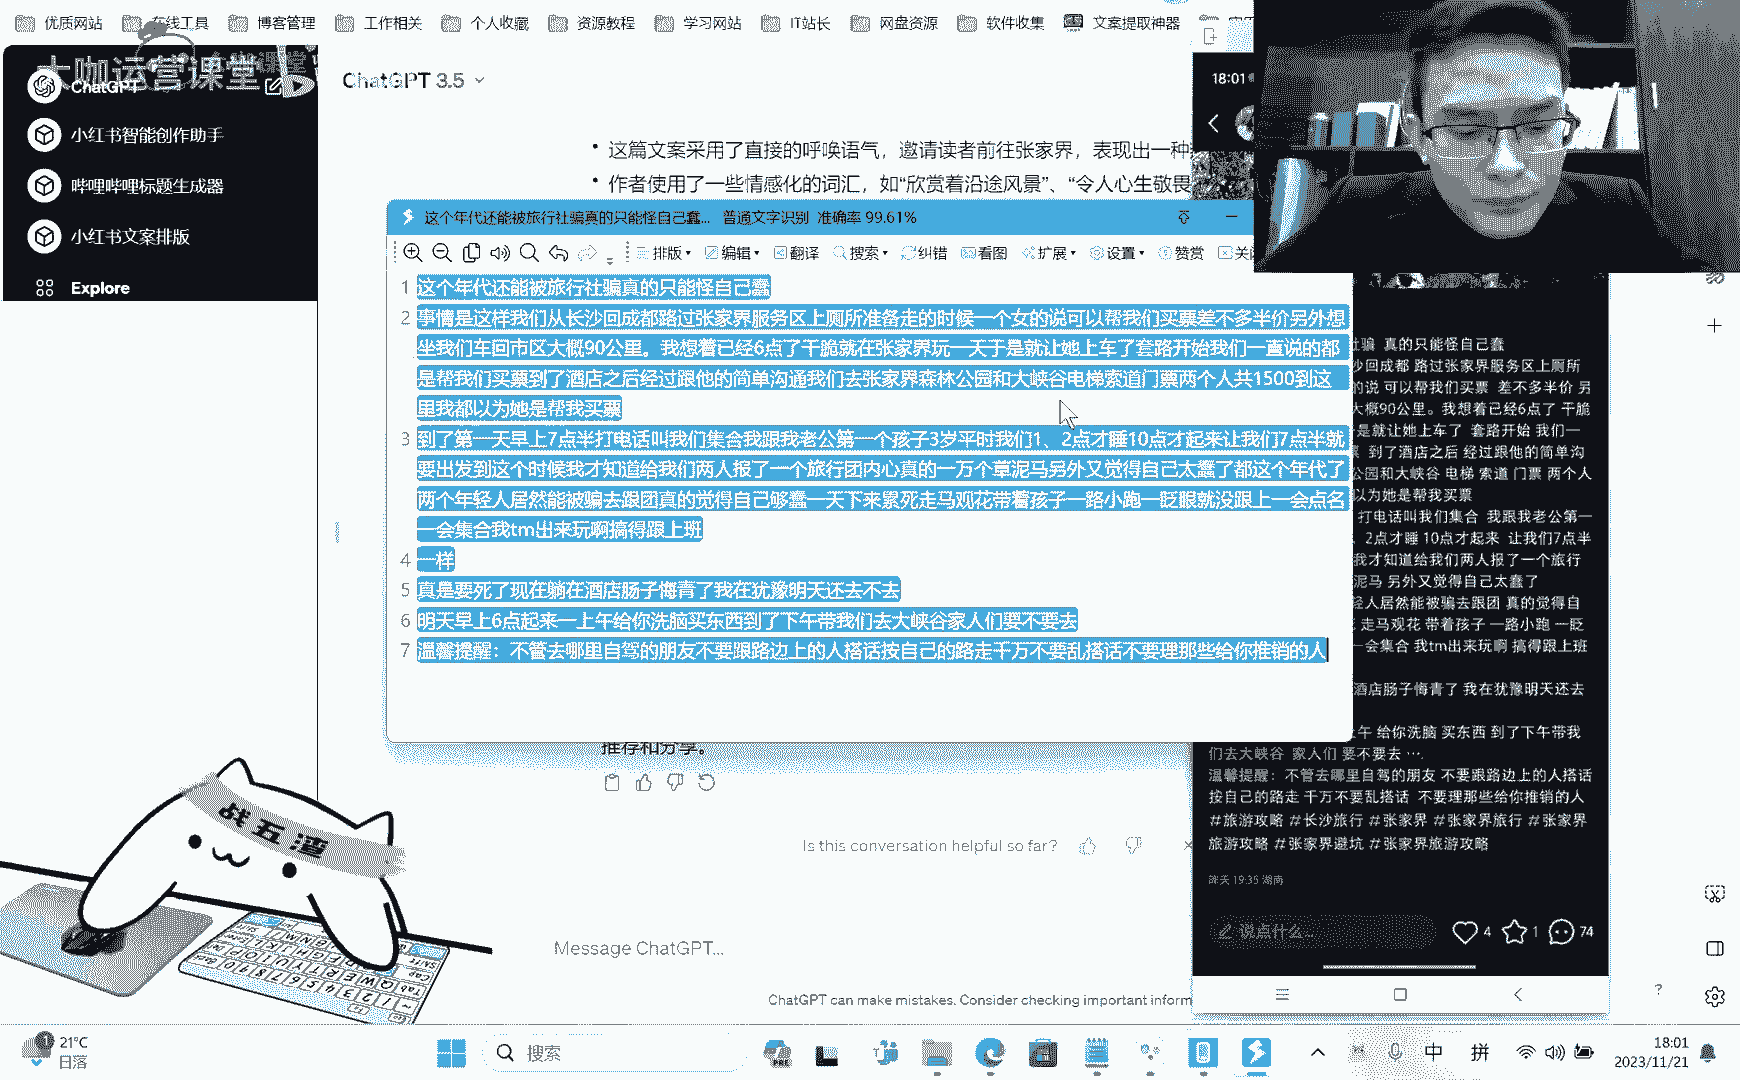 优质网站
在线工具
博客管理
工作相关
个人收藏
资源教程
学习网站
IT站长
网盘资源
软件收集
文案提取神器
大咖运营课堂
ChatGPT
小红书智能创作助手
哔哩哔哩标题生成器
小红书文案排版
Explore
ChatGPT 3.5
18:01
这篇文案采用了直接的呼唤语气，邀请读者前往张家界，表现出一种
作者使用了一些情感化的词汇，如“欣赏着沿途风景”、“令人心生敬畏
这个年代还能被旅行社骗真的只能怪自己蠢... 普通文字识别 准确率 99.61%
排版 编辑 翻译 搜索 纠错 看图 扩展 设置 赞赏 关
1 这个年代还能被旅行社骗真的只能怪自己蠢
2 事情是这样我们从长沙回成都路过张家界服务区上厕所准备走的时候一个女的说可以帮我们买票差不多半价另外想
坐我们车回市区大概90公里。我想着已经6点了干脆就在张家界玩一天于是就让她上车了套路开始我们一直说的都
是帮我们买票到了酒店之后经过跟他的简单沟通我们去张家界森林公园和大峡谷电梯索道门票两个人共1500到这
里我都以为她是帮我买票
3 到了第一天早上7点半打电话叫我们集合我跟我老公第一个孩子3岁平时我们1、2点才睡10点才起来让我们7点半就
要出发到这个时候我才知道给我们两人报了一个旅行团内心真的一万个草泥马另外又觉得自己太蠢了都这个年代了
两个年轻人居然能被骗去跟团真的觉得自己够蠢一天下来累死走马观花带着孩子一路小跑一眨眼就没跟上一会点名
一会集合我tm出来玩啊搞得跟上班
4 一样
5 真是要死了现在躺在酒店肠子悔青了我在犹豫明天还去不去
6 明天早上6点起来一上午给你洗脑买东西到了下午带我们去大峡谷家人们要不要去
7 温馨提醒：不管去哪里自驾的朋友不要跟路边上的人搭话按自己的路走千万不要乱搭话不要理那些给你推销的人
推荐和分享。
Is this conversation helpful so far?
Message ChatGPT...
ChatGPT can make mistakes. Consider checking important inform
社骗 真的只能怪自己蠢
沙回成都 路过张家界服务区上厕所
的说 可以帮我们买票 差不多半价 另
大概90公里。我想着已经6点了 干脆
是就让她上车了 套路开始 我们一
票 到了酒店之后 经过跟他的简单沟
公园和大峡谷 电梯 索道 门票 两个人
以为她是帮我买票
打电话叫我们集合 我跟我老公第一
、2点才睡 10点才起来 让我们7点半
我才知道给我们两人报了一个旅行
泥马 另外又觉得自己太蠢了
轻人居然能被骗去跟团 真的觉得自
走马观花 带着孩子 一路小跑 一眨
一会集合 我tm出来玩啊 搞得跟上班
酒店肠子悔青了 我在犹豫明天还去
午 给你洗脑 买东西 到了下午带我
们去大峡谷 家人们 要不要去 ...
温馨提醒：不管去哪里自驾的朋友 不要跟路边上的人搭话
按自己的路走 千万不要乱搭话 不要理那些给你推销的人
#旅游攻略 #长沙旅行 #张家界 #张家界旅行 #张家界
旅游攻略 #张家界避坑 #张家界旅游攻略
昨天 19:35 湖南
说点什么...
4
1
74
战五渣
21°C
日落
搜索
中
拼
18:01
2023/11/21